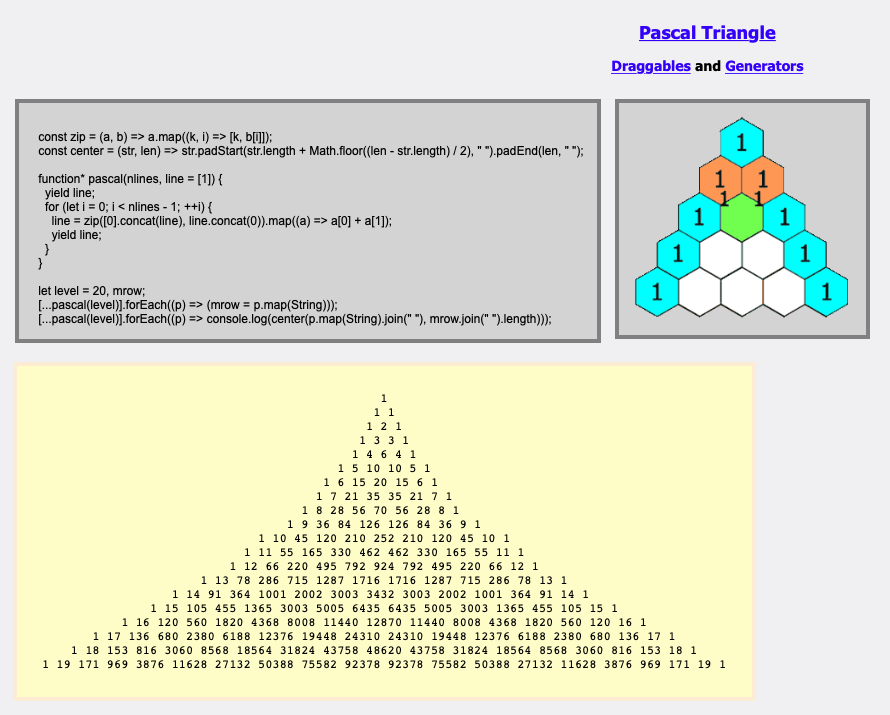 Pascal Triangle
Draggables and Generators
const zip = (a, b) => a.map((k, i) => [k, b[i]]);
const center = (str, len) => str.padStart(str.length + Math.floor((len - str.length) / 2), " ").padEnd(len, " ");
function* pascal(nlines, line = [1]) {
yield line;
for (let i = 0; i < nlines - 1; ++i) {
line = zip([0].concat(line), line.concat(0)).map((a) => a[0] + a[1]);
yield line;
}
}
let level = 20, mrow;
[...pascal(level)].forEach((p) => (mrow = p.map(String)));
[...pascal(level)].forEach((p) => console.log(center(p.map(String).join(" "), mrow.join(" ").length)));
1
1 1
1 1
1 1
1 1
1 1
1
1 1
1 2 1
1 3 3 1
1 4 6 4 1
1 5 10 10 5 1
1 6 15 20 15 6 1
1 7 21 35 35 21 7 1
1 8 28 56 70 56 28 8 1
1 9 36 84 126 126 84 36 9 1
1 10 45 120 210 252 210 120 45 10 1
1 11 55 165 330 462 462 330 165 55 11 1
1 12 66 220 495 792 924 792 495 220 66 12 1
1 13 78 286 715 1287 1716 1716 1287 715 286 78 13 1
1 14 91 364 1001 2002 3003 3432 3003 2002 1001 364 91 14 1
1 15 105 455 1365 3003 5005 6435 6435 5005 3003 1365 455 105 15 1
1 16 120 560 1820 4368 8008 11440 12870 11440 8008 4368 1820 560 120 16 1
1 17 136 680 2380 6188 12376 19448 24310 24310 19448 12376 6188 2380 680 136 17 1
1 18 153 816 3060 8568 18564 31824 43758 48620 43758 31824 18564 8568 3060 816 153 18 1
1 19 171 969 3876 11628 27132 50388 75582 92378 92378 75582 50388 27132 11628 3876 969 171 19 1